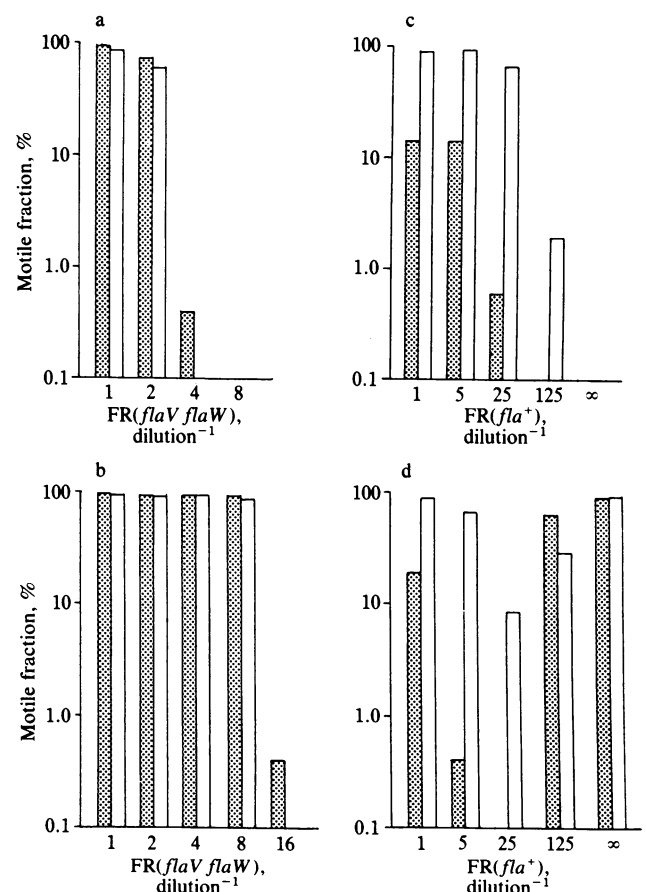 a
Motile fraction, %
100
10
1.0
0.1
1 2 4 8
FR(flaV flaW),
dilution⁻¹
c
100
10
1.0
0.1
1 5 25 125 ∞
FR(fla⁺),
dilution⁻¹
b
Motile fraction, %
100
10
1.0
0.1
1 2 4 8 16
FR(flaV flaW),
dilution⁻¹
d
100
10
1.0
0.1
1 5 25 125 ∞
FR(fla⁺),
dilution⁻¹